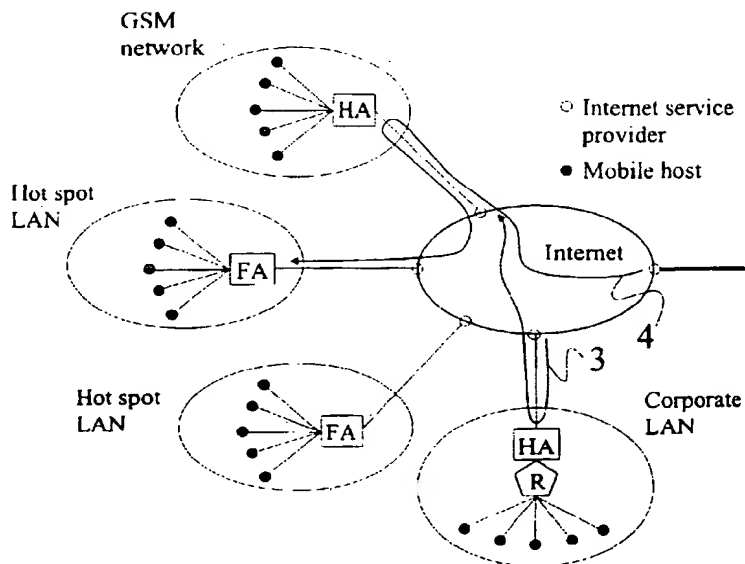 GSM
network
HA
Internet service
provider
Mobile host
Hot spot
LAN
FA
Internet
4
3
Hot spot
LAN
FA
Corporate
LAN
HA
R